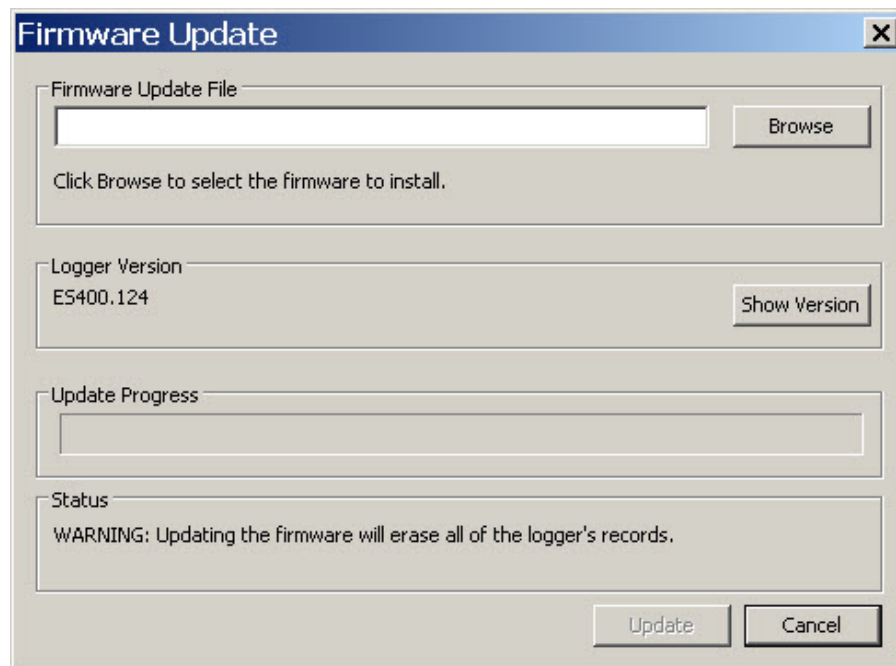 Firmware Update
Firmware Update File
Browse
Click Browse to select the firmware to install.
Logger Version
ES400.124
Show Version
Update Progress
Status
WARNING: Updating the firmware will erase all of the logger's records.
Update
Cancel